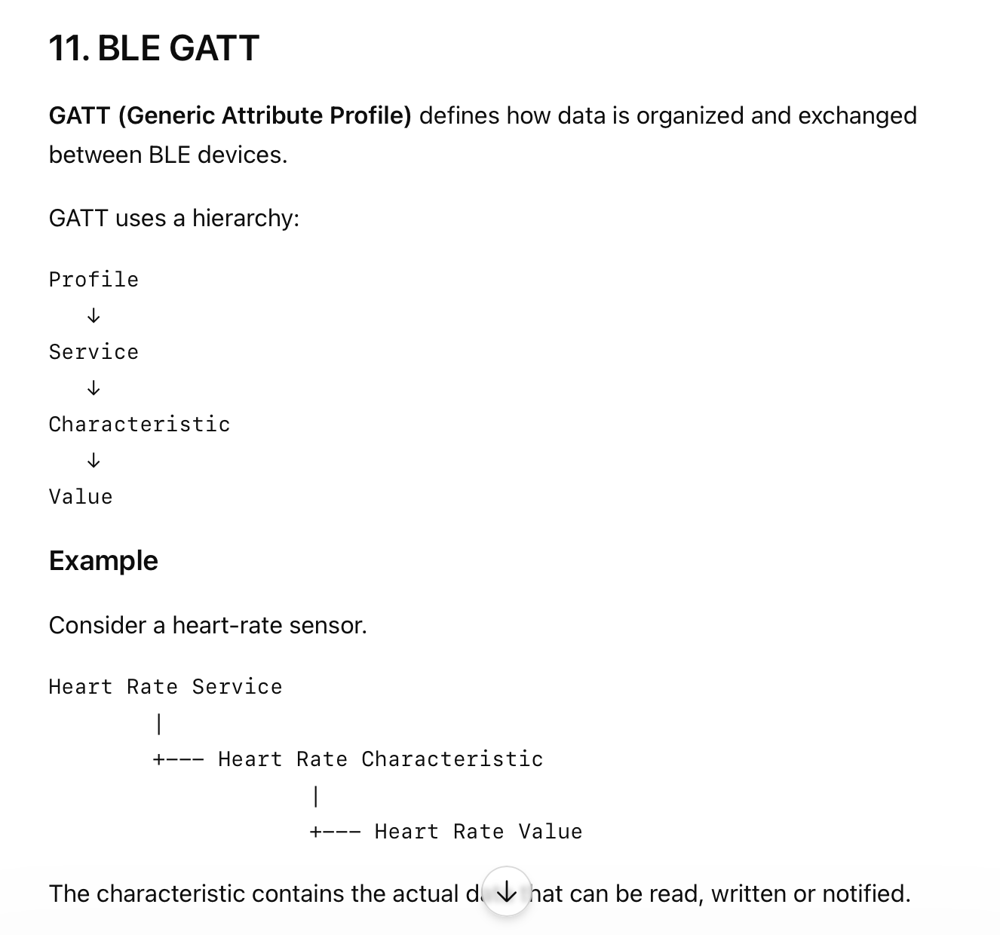 11. BLE GATT
GATT (Generic Attribute Profile) defines how data is organized and exchanged
between BLE devices.
GATT uses a hierarchy:
Profile
↓
Service
↓
Characteristic
↓
Value
Example
Consider a heart-rate sensor.
Heart Rate Service
|
+--- Heart Rate Characteristic
|
+--- Heart Rate Value
The characteristic contains the actual that can be read, written or notified.